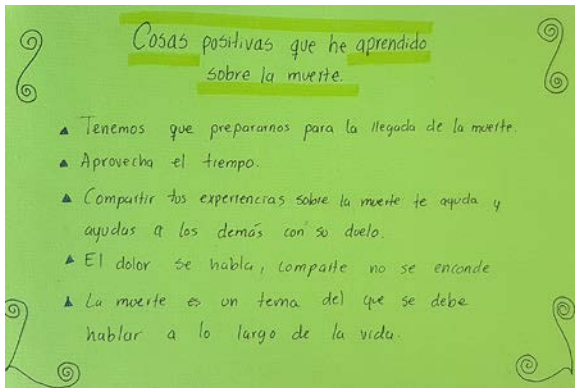 Cosas positivas que he aprendido
sobre la muerte.
Tenemos que prepararnos para la llegada de la muerte.
Aprovecha el tiempo.
Compartir tus experiencias sobre la muerte te ayuda y
ayudas a los demás con su duelo.
El dolor se habla, comparte no se enconde
La muerte es un tema del que se debe
hablar a lo largo de la vida.